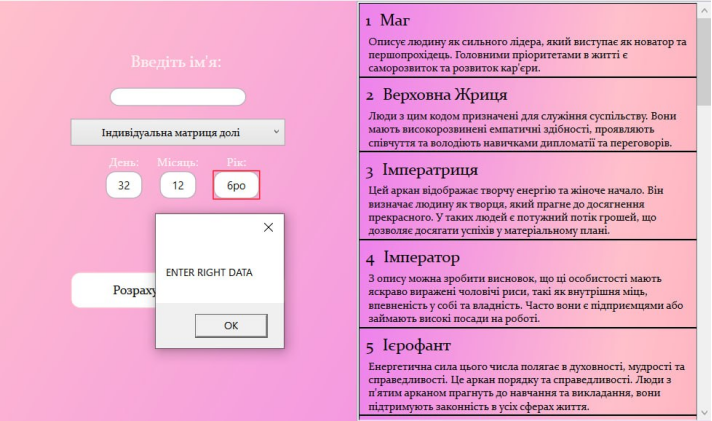 Введіть ім'я:
Індивідуальна матриця долі
День: Місяць: Рік:
32 12 6ро
ENTER RIGHT DATA
Розраху
OK
1 Маг
Описує людину як сильного лідера, який виступає як новатор та
першопрохідець. Головними пріоритетами в житті є
саморозвиток та розвиток кар'єри.
2 Верховна Жриця
Люди з цим кодом призначені для служіння суспільству. Вони
мають високорозвинені емпатичні здібності, проявляють
співчуття та володіють навичками дипломатії та переговорів.
3 Імператриця
Цей аркан відображає творчу енергію та жіноче начало. Він
визначає людину як творця, який прагне до досягнення
прекрасного. У таких людей є потужний потік грошей, що
дозволяє досягати успіхів у матеріальному плані.
4 Імператор
З опису можна зробити висновок, що ці особистості мають
яскраво виражені чоловічі риси, такі як внутрішня міць,
впевненість у собі та владність. Часто вони є підприємцями або
займають високі посади на роботі.
5 Ієрофант
Енергетична сила цього числа полягає в духовності, мудрості та
справедливості. Це аркан порядку та справедливості. Люди з
п'ятим арканом прагнуть до навчання та викладання, вони
підтримують законність в усіх сферах життя.